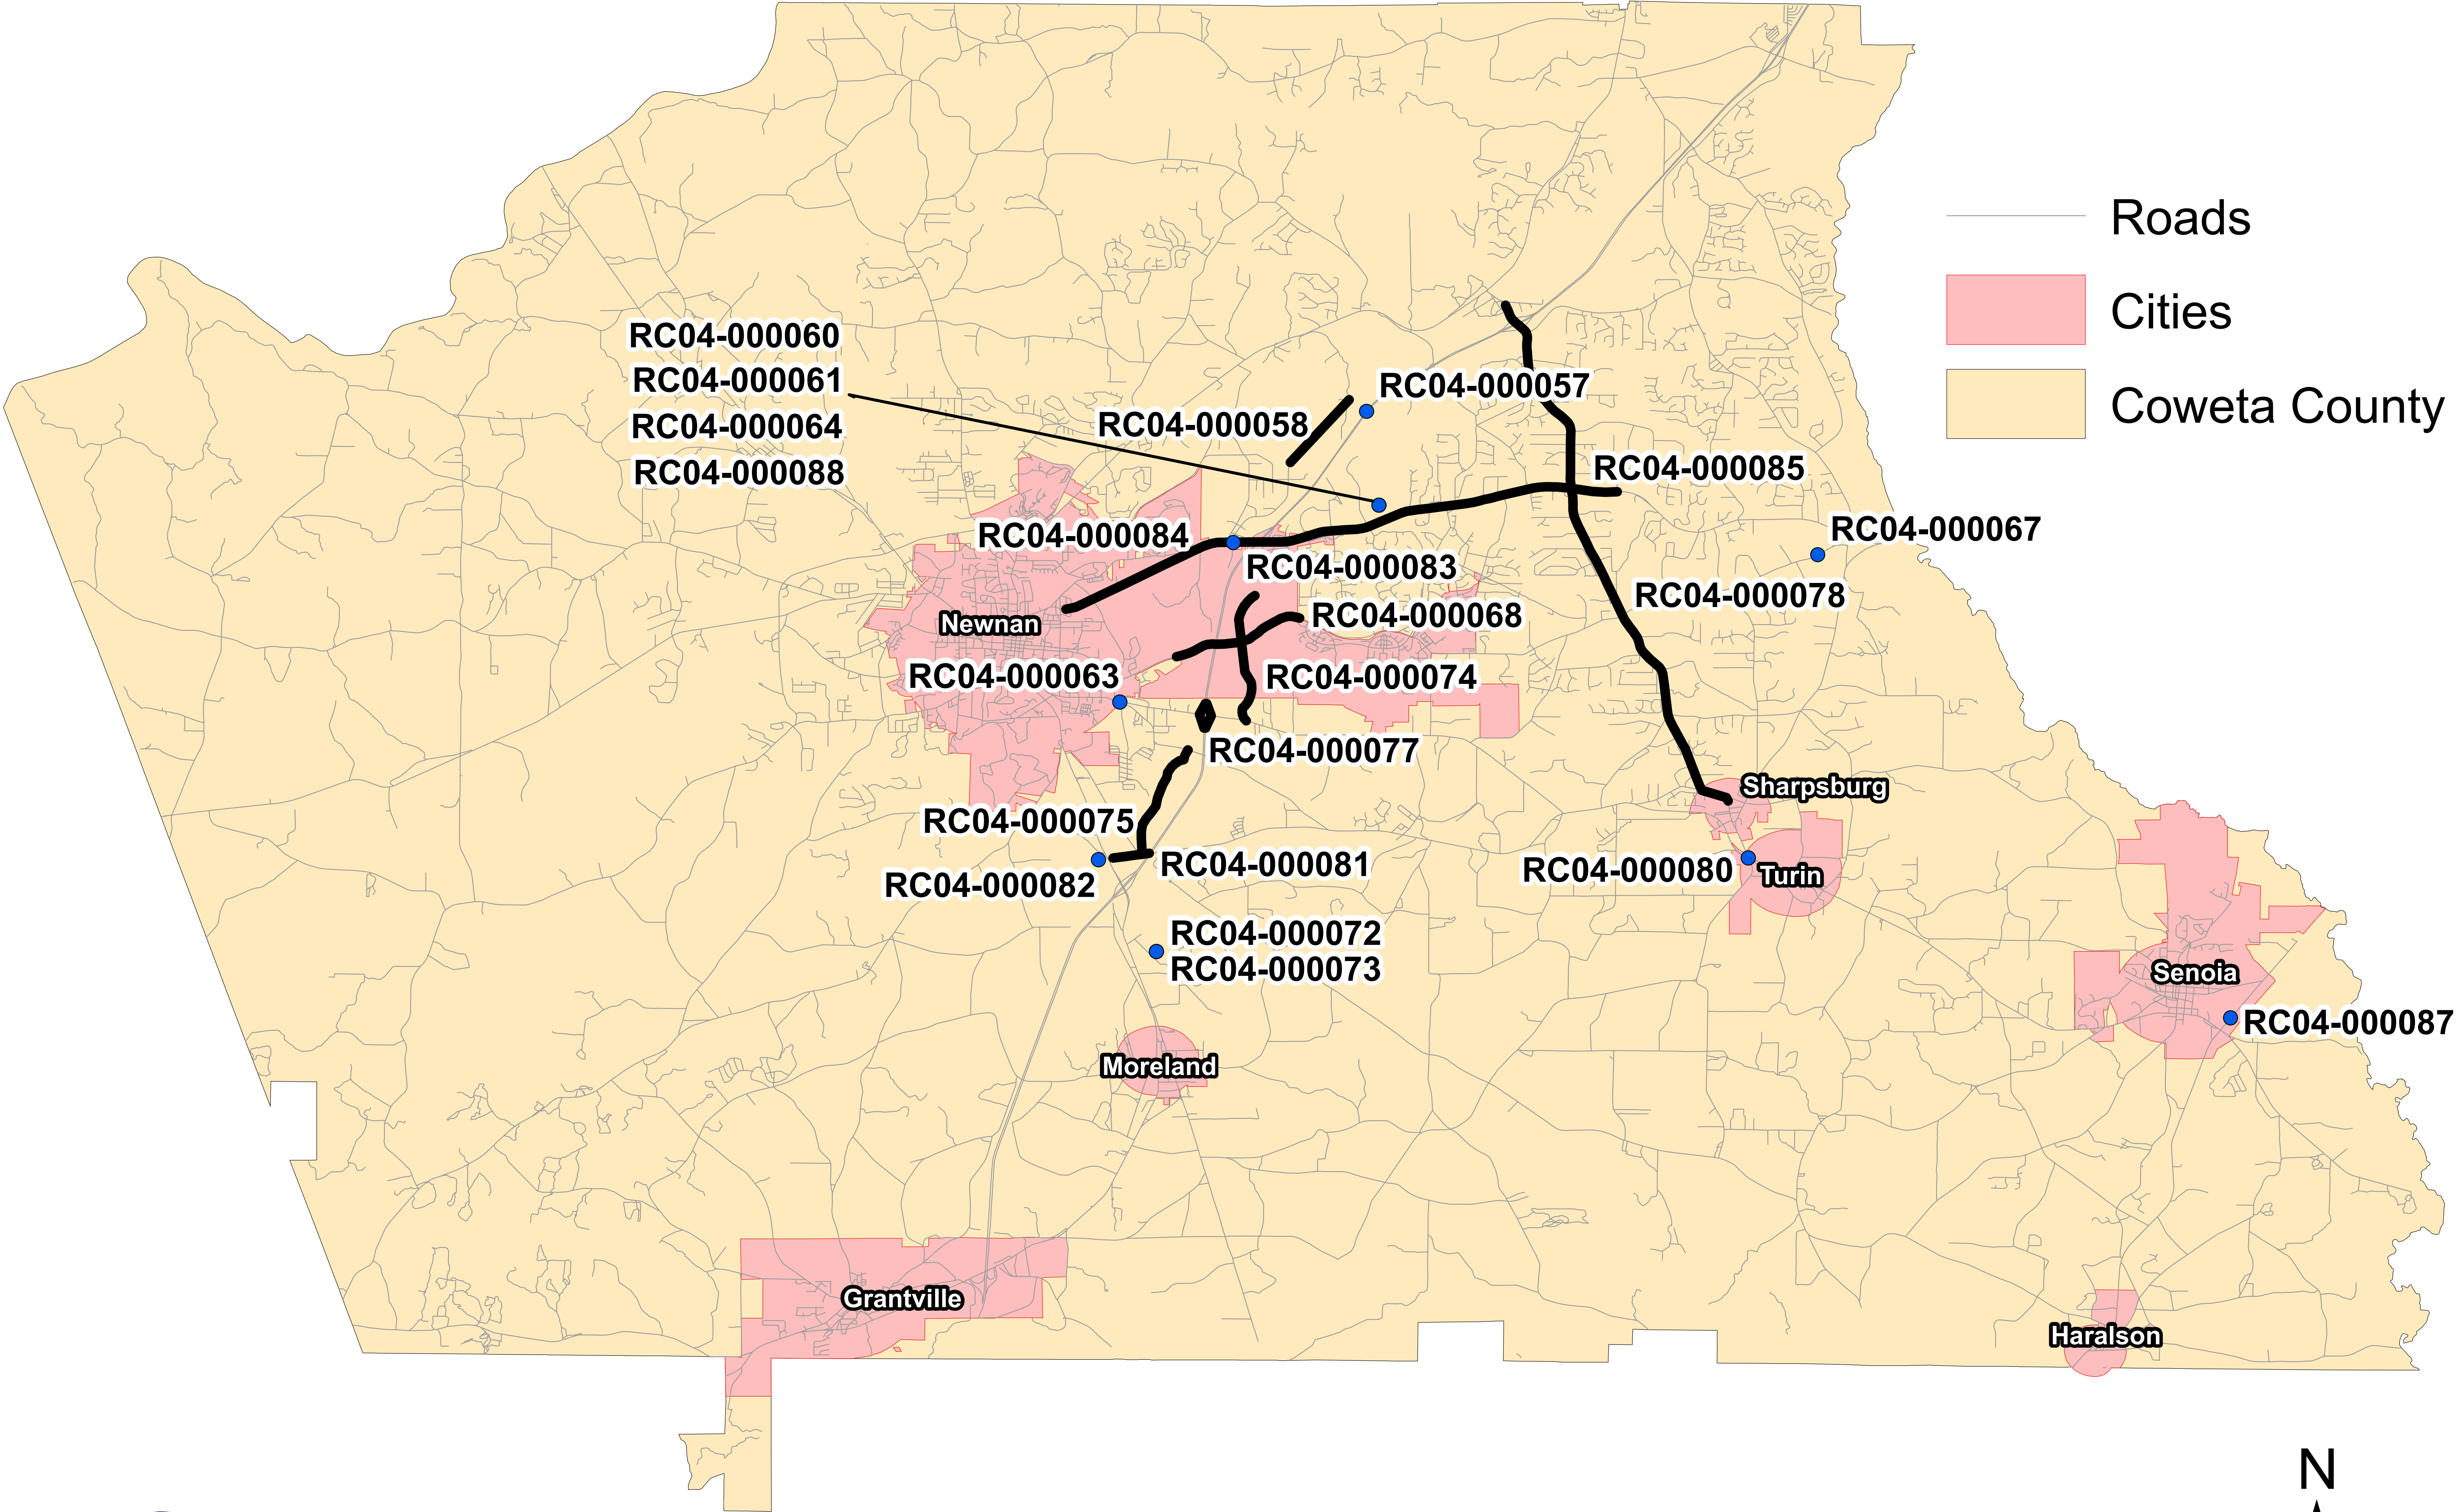 Roads
Cities
Coweta County
RC04-000060
RC04-000061
RC04-000064
RC04-000088
RC04-000057
RC04-000058
RC04-000085
RC04-000084
RC04-000067
RC04-000083
RC04-000078
RC04-000068
Newnan
RC04-000063
RC04-000074
RC04-000077
Sharpsburg
RC04-000075
RC04-000081
RC04-000080
Turin
RC04-000082
RC04-000072
RC04-000073
Senoia
RC04-000087
Moreland
Grantville
Haralson
N